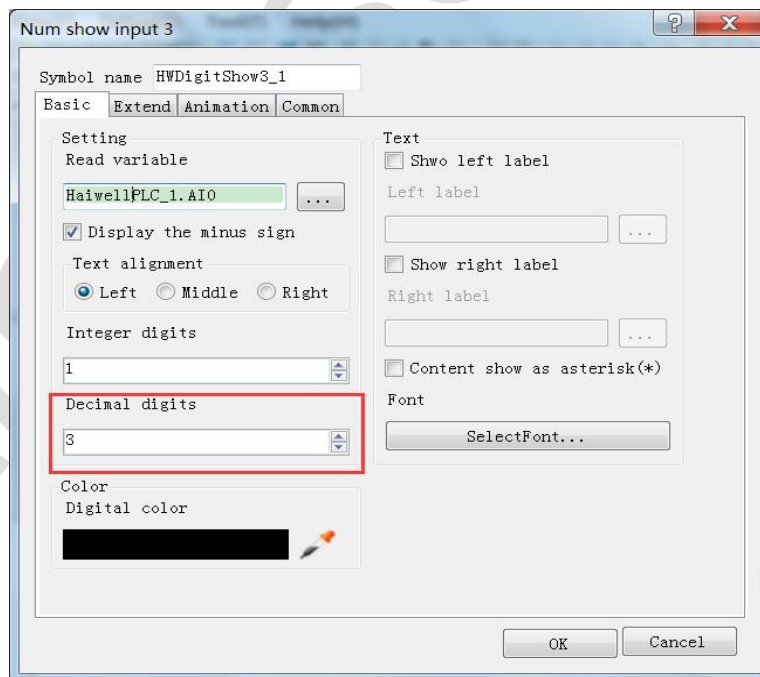 Num show input 3
Symbol name HWDigitShow3_1
Basic Extend Animation Common
Setting
Read variable
HaiwellPLC_1.AI0 ...
Display the minus sign
Text alignment
Left Middle Right
Integer digits
1
Decimal digits
3
Color
Digital color
Text
Shwo left label
Left label
...
Show right label
Right label
...
Content show as asterisk(*)
Font
SelectFont...
OK Cancel